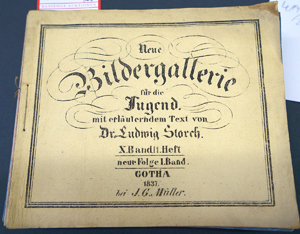 Neue
Bildergallerie
für die
Jugend.
mit erläuterndem Text von
Dr. Ludwig Storch.
X. Band 1t. Heft
neue Folge I. Band.
GOTHA
1837.
bei J. G. Müller.